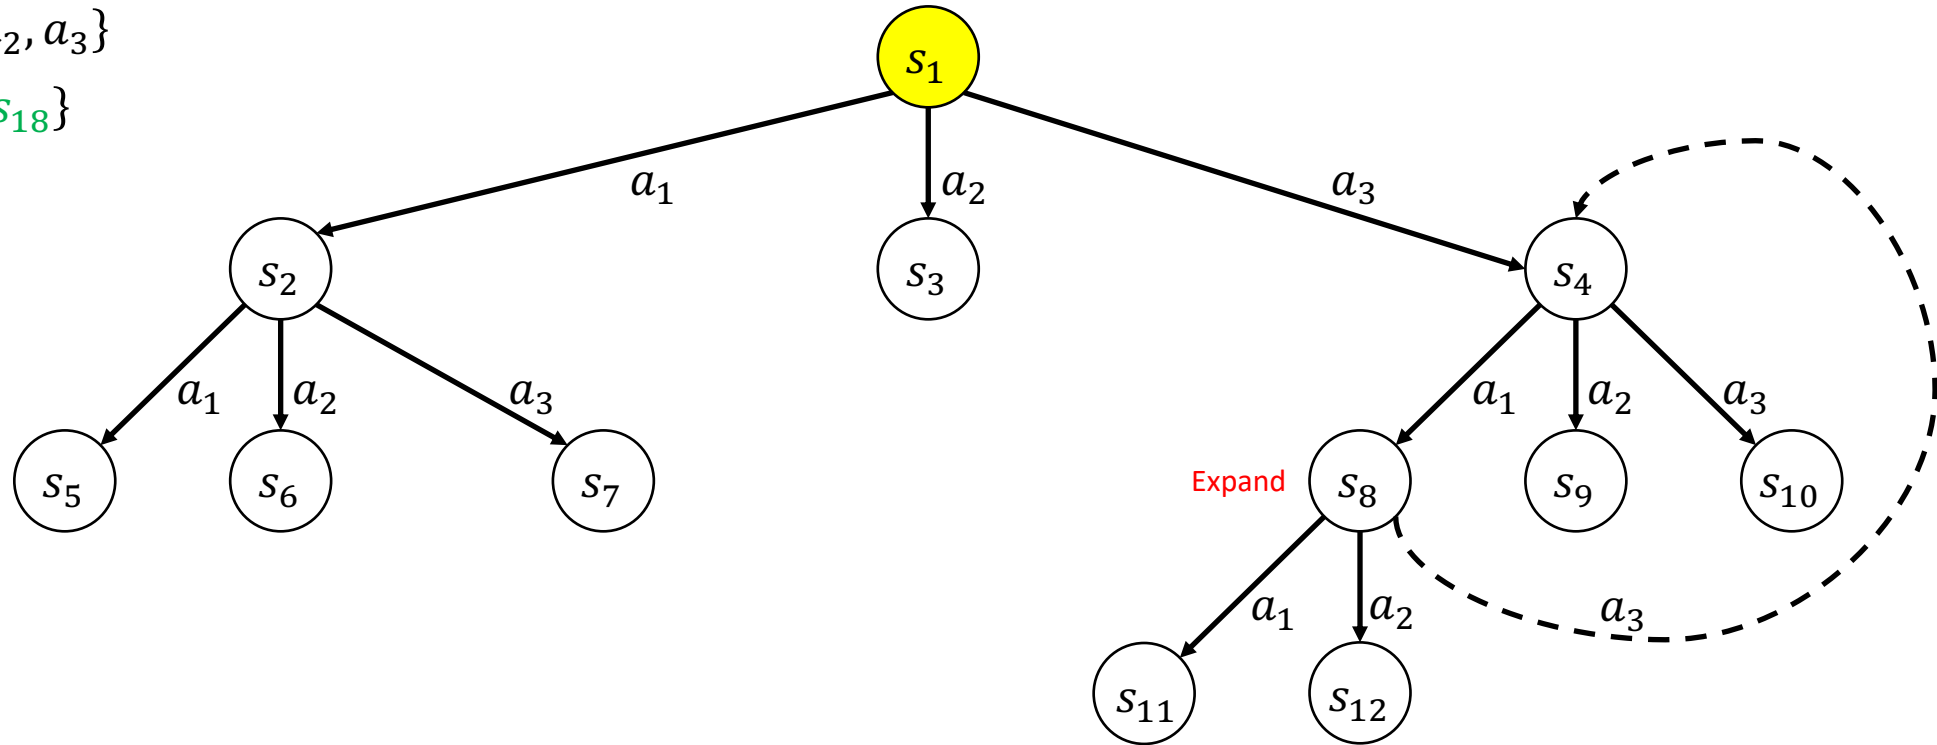 ₂, a₃}
s₁₈}
s₁
a₁ a₂ a₃
s₂ s₃ s₄
a₁ a₂ a₃ a₁ a₂ a₃
s₅ s₆ s₇ Expand s₈ s₉ s₁₀
a₁ a₂ a₃
s₁₁ s₁₂